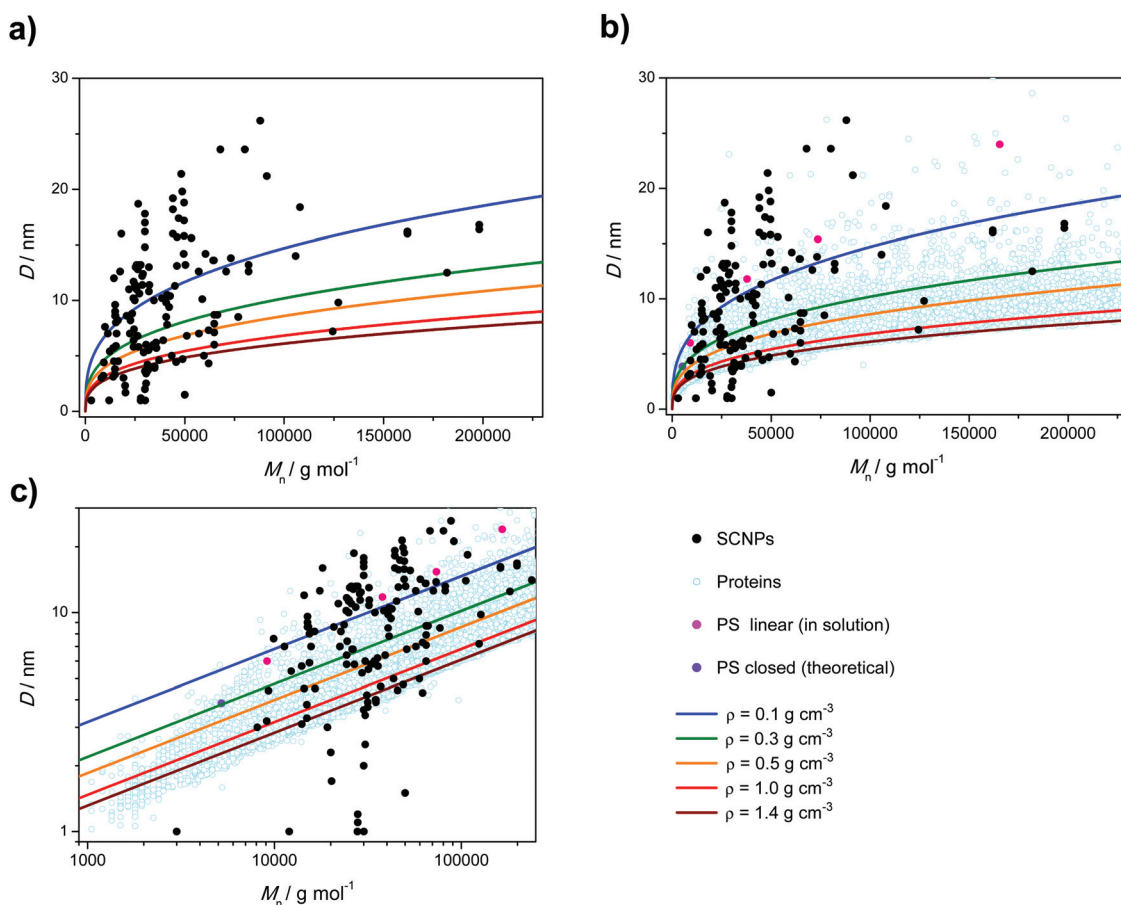 a)
30
20
10
0
D / nm
0
50000
100000
150000
200000
Mn / g mol⁻¹
b)
30
20
10
0
D / nm
0
50000
100000
150000
200000
Mn / g mol⁻¹
c)
10
1
D / nm
1000
10000
100000
Mn / g mol⁻¹
SCNPs
Proteins
PS linear (in solution)
PS closed (theoretical)
ρ = 0.1 g cm⁻³
ρ = 0.3 g cm⁻³
ρ = 0.5 g cm⁻³
ρ = 1.0 g cm⁻³
ρ = 1.4 g cm⁻³